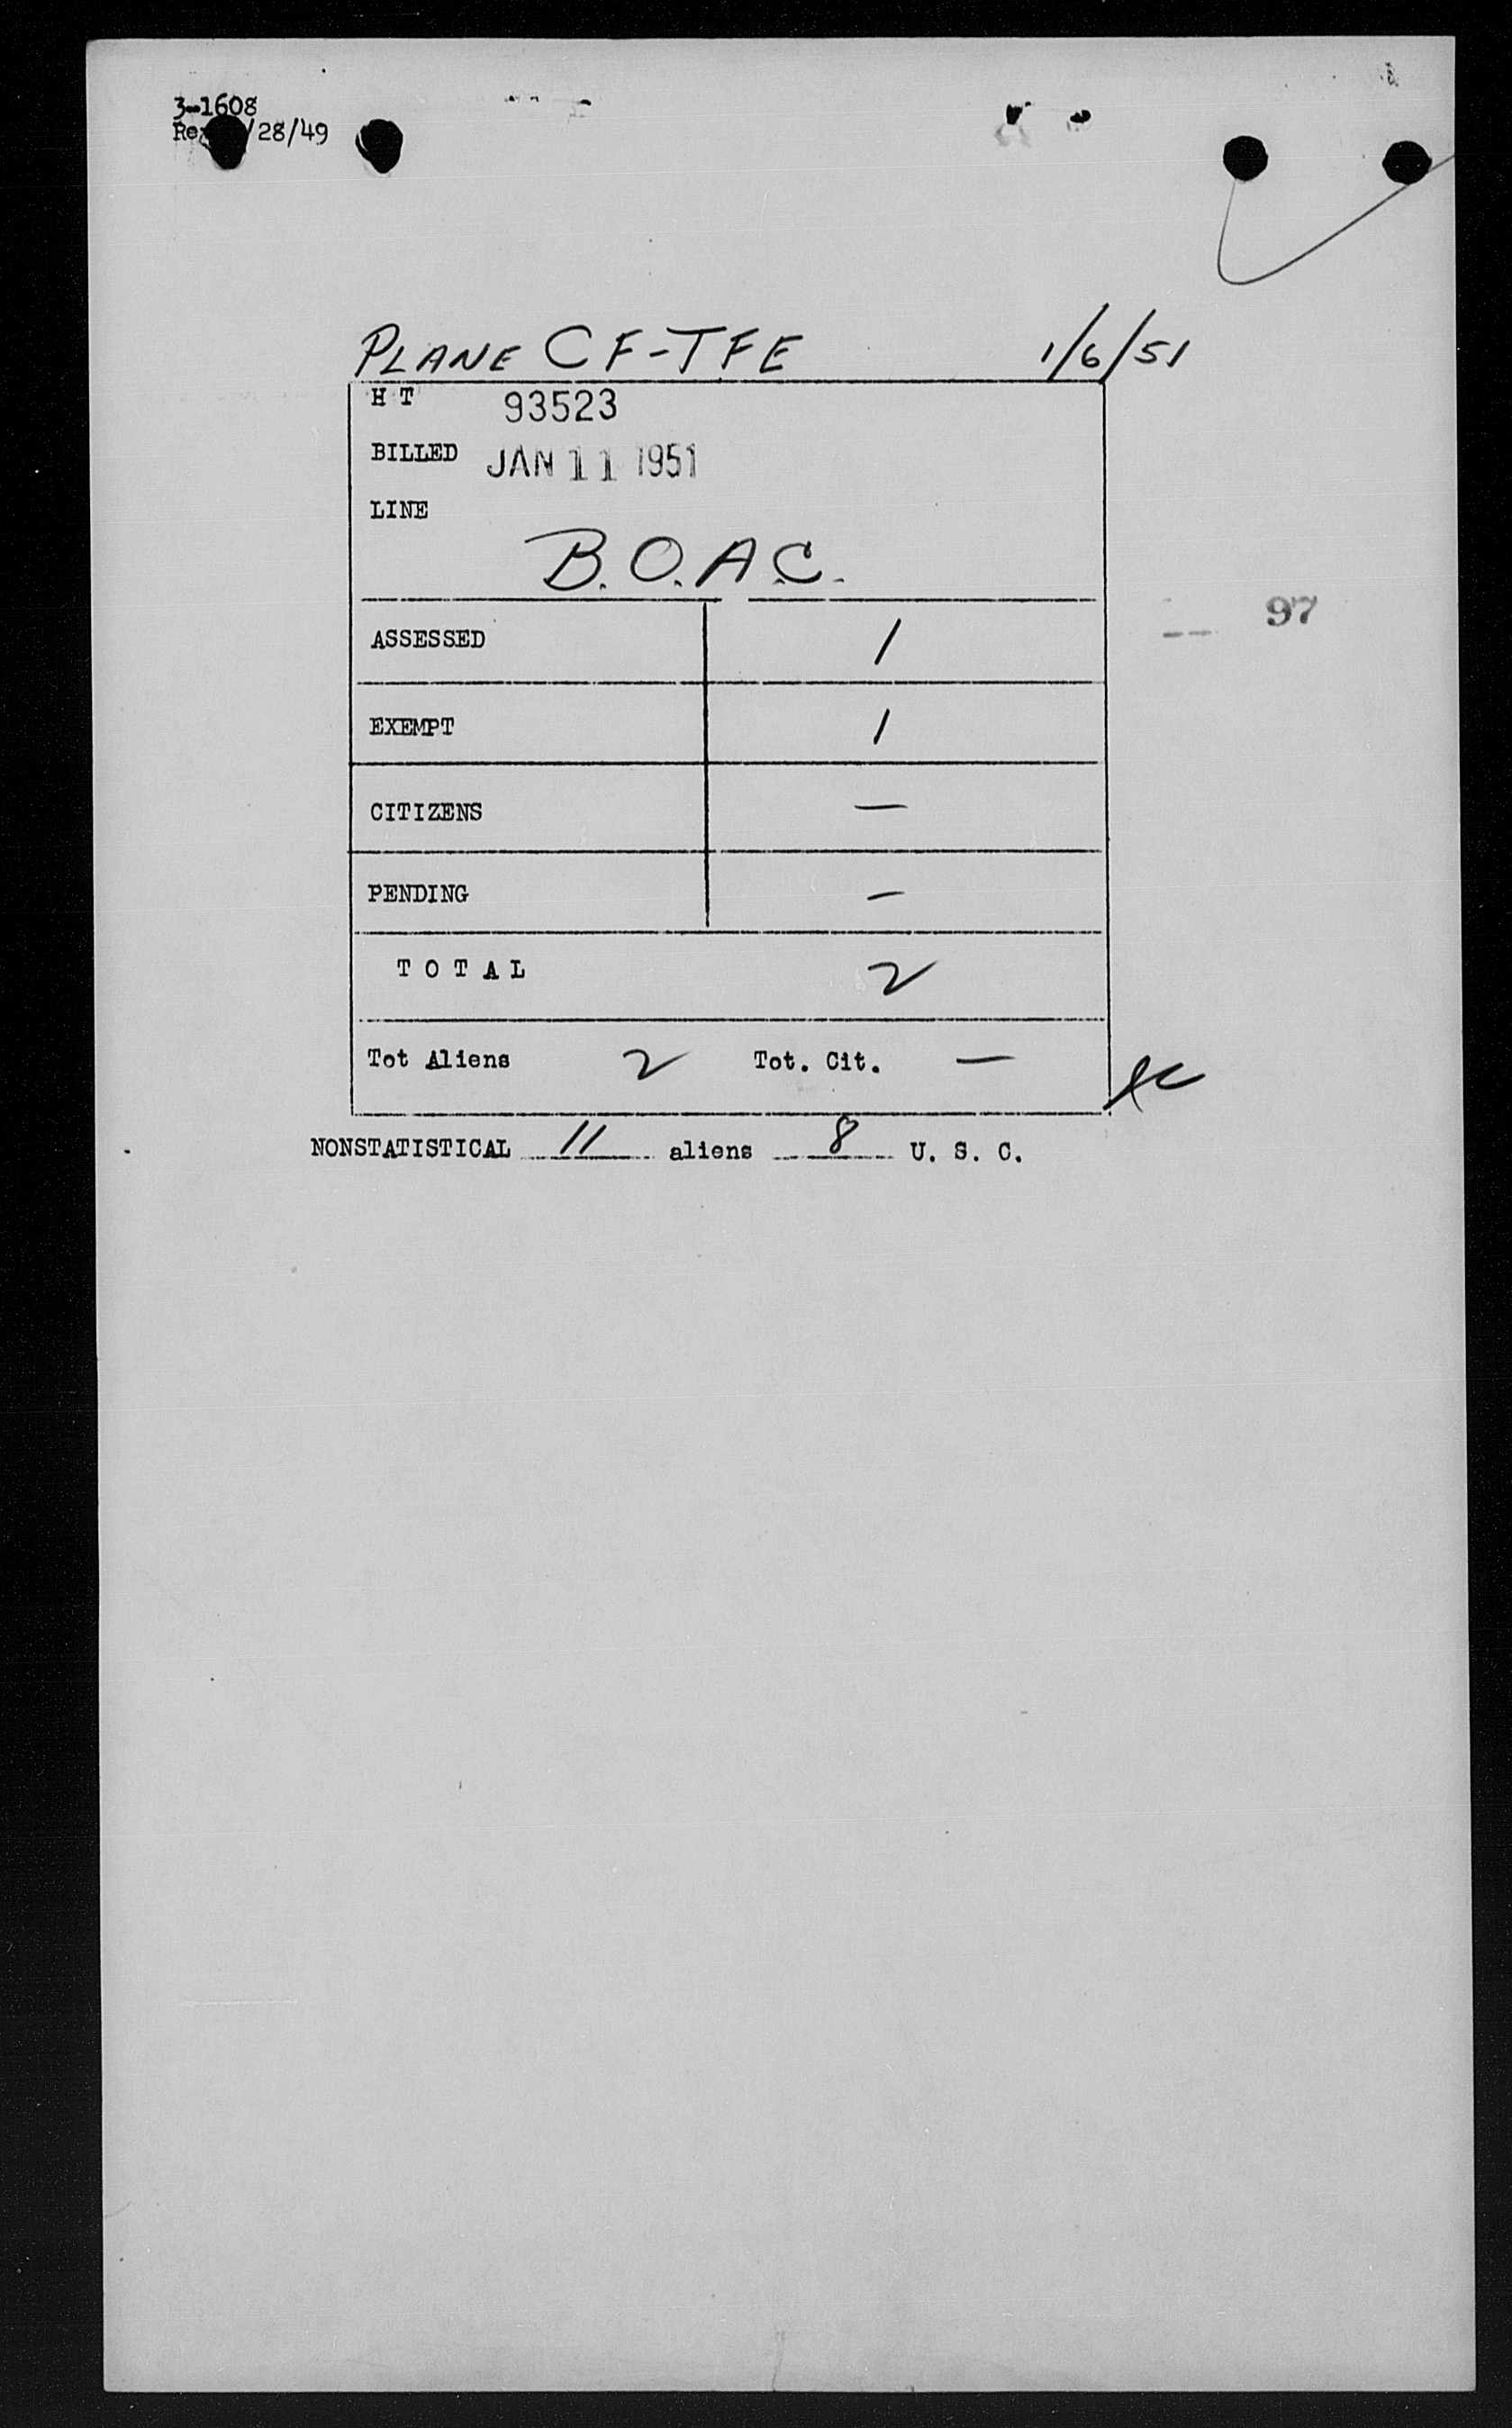 3-1608
/28/49
PLANE CF-TFE 1/6/51
H T 93523
BILLED JAN 11 1951
LINE
B.O.A.C.
97
ASSESSED 1
EXEMPT 1
CITIZENS —
PENDING —
T O T A L 2
Tot Aliens 2 Tot. Cit. —
NONSTATISTICAL 11 aliens 8 U. S. C.